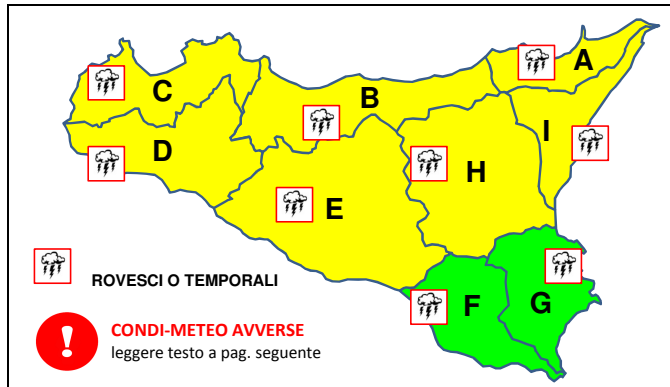 A
C
B
I
D
H
E
ROVESCI O TEMPORALI
F
G
CONDI-METEO AVVERSE
leggere testo a pag. seguente